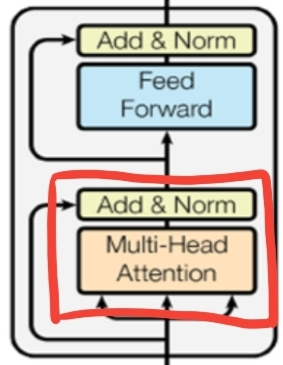 Add & Norm
Feed
Forward
Add & Norm
Multi-Head
Attention